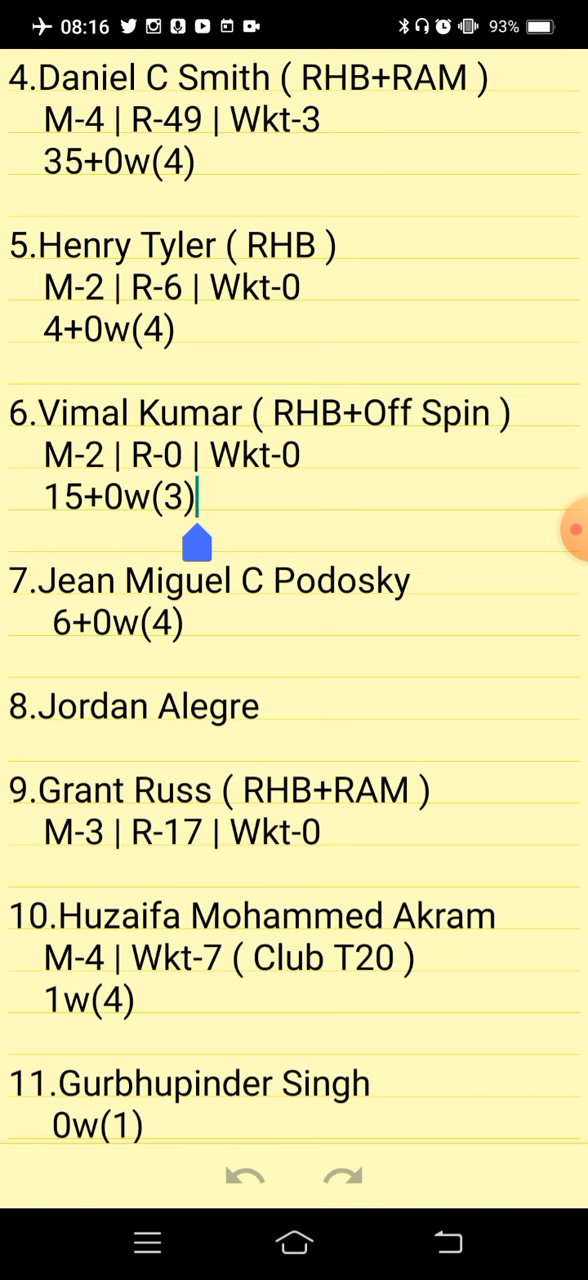 08:16
93%
4.Daniel C Smith ( RHB+RAM )
M-4 | R-49 | Wkt-3
35+0w(4)
5.Henry Tyler ( RHB )
M-2 | R-6 | Wkt-0
4+0w(4)
6.Vimal Kumar ( RHB+Off Spin )
M-2 | R-0 | Wkt-0
15+0w(3)
7.Jean Miguel C Podosky
6+0w(4)
8.Jordan Alegre
9.Grant Russ ( RHB+RAM )
M-3 | R-17 | Wkt-0
10.Huzaifa Mohammed Akram
M-4 | Wkt-7 ( Club T20 )
1w(4)
11.Gurbhupinder Singh
0w(1)